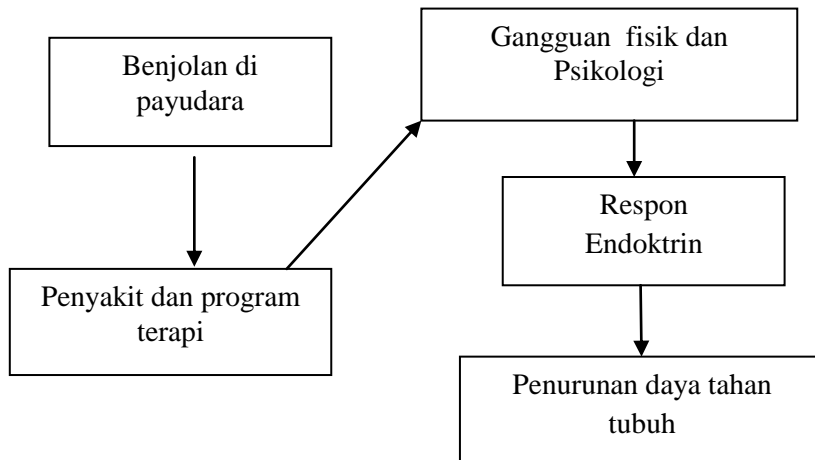 Benjolan di
payudara
Penyakit dan program
terapi
Gangguan fisik dan
Psikologi
Respon
Endoktrin
Penurunan daya tahan
tubuh